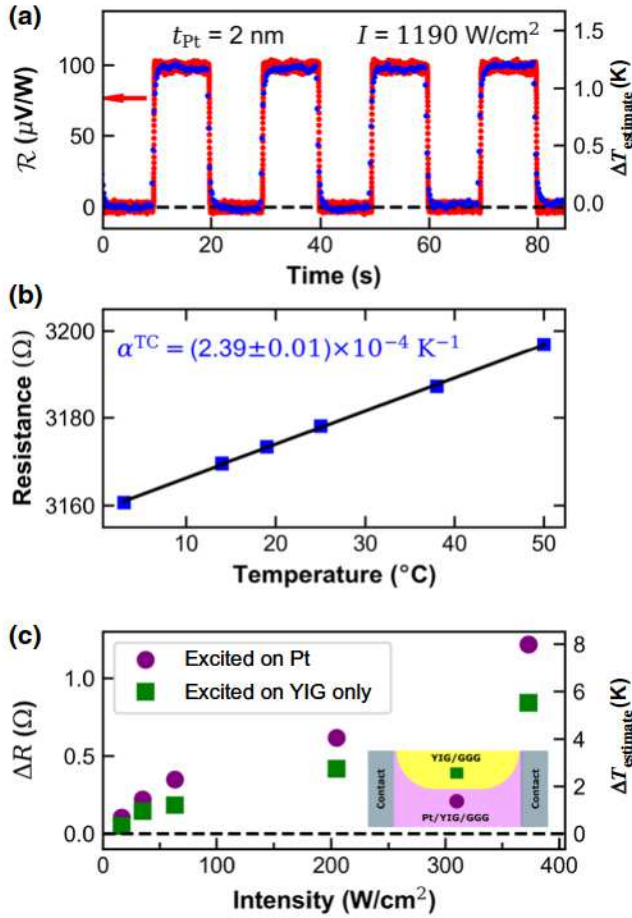 (a)
t_Pt = 2 nm
I = 1190 W/cm²
ℛ (μV/W)
100
50
0
1.5
1.0
0.5
0.0
ΔT_estimate (K)
0 20 40 60 80
Time (s)
(b)
α^TC = (2.39±0.01)×10⁻⁴ K⁻¹
Resistance (Ω)
3200
3180
3160
10 20 30 40 50
Temperature (°C)
(c)
Excited on Pt
Excited on YIG only
ΔR (Ω)
1.0
0.5
0.0
8
6
4
2
0
ΔT_estimate (K)
Contact
YIG/GGG
Pt/YIG/GGG
Contact
0 100 200 300 400
Intensity (W/cm²)